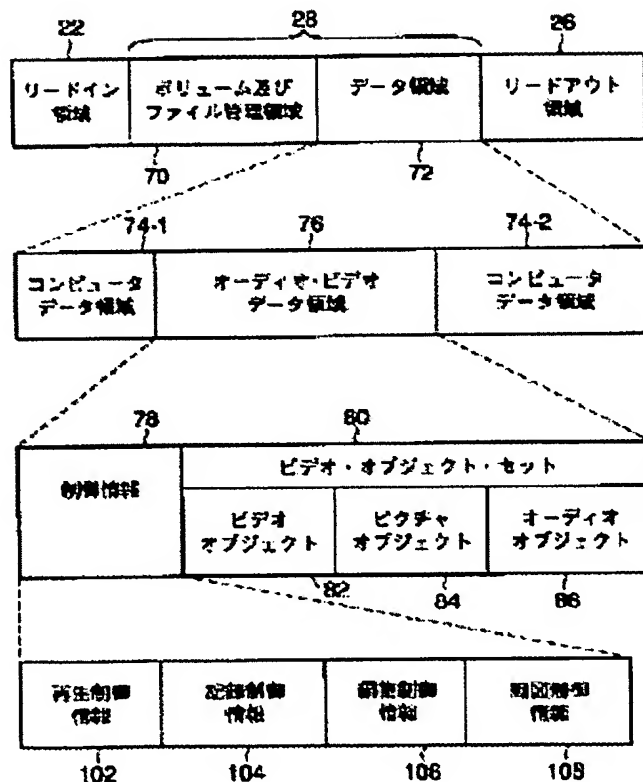 22
28
26
リードイン
領域
ボリューム及び
ファイル管理領域
データ領域
リードアウト
領域
70
72
74-1
76
74-2
コンピュータ
データ領域
オーディオ・ビデオ
データ領域
コンピュータ
データ領域
78
80
制御情報
ビデオ・オブジェクト・セット
ビデオ
オブジェクト
ピクチャ
オブジェクト
オーディオ
オブジェクト
82
84
86
再生制御
情報
記録制御
情報
編集制御
情報
制御
情報
102
104
106